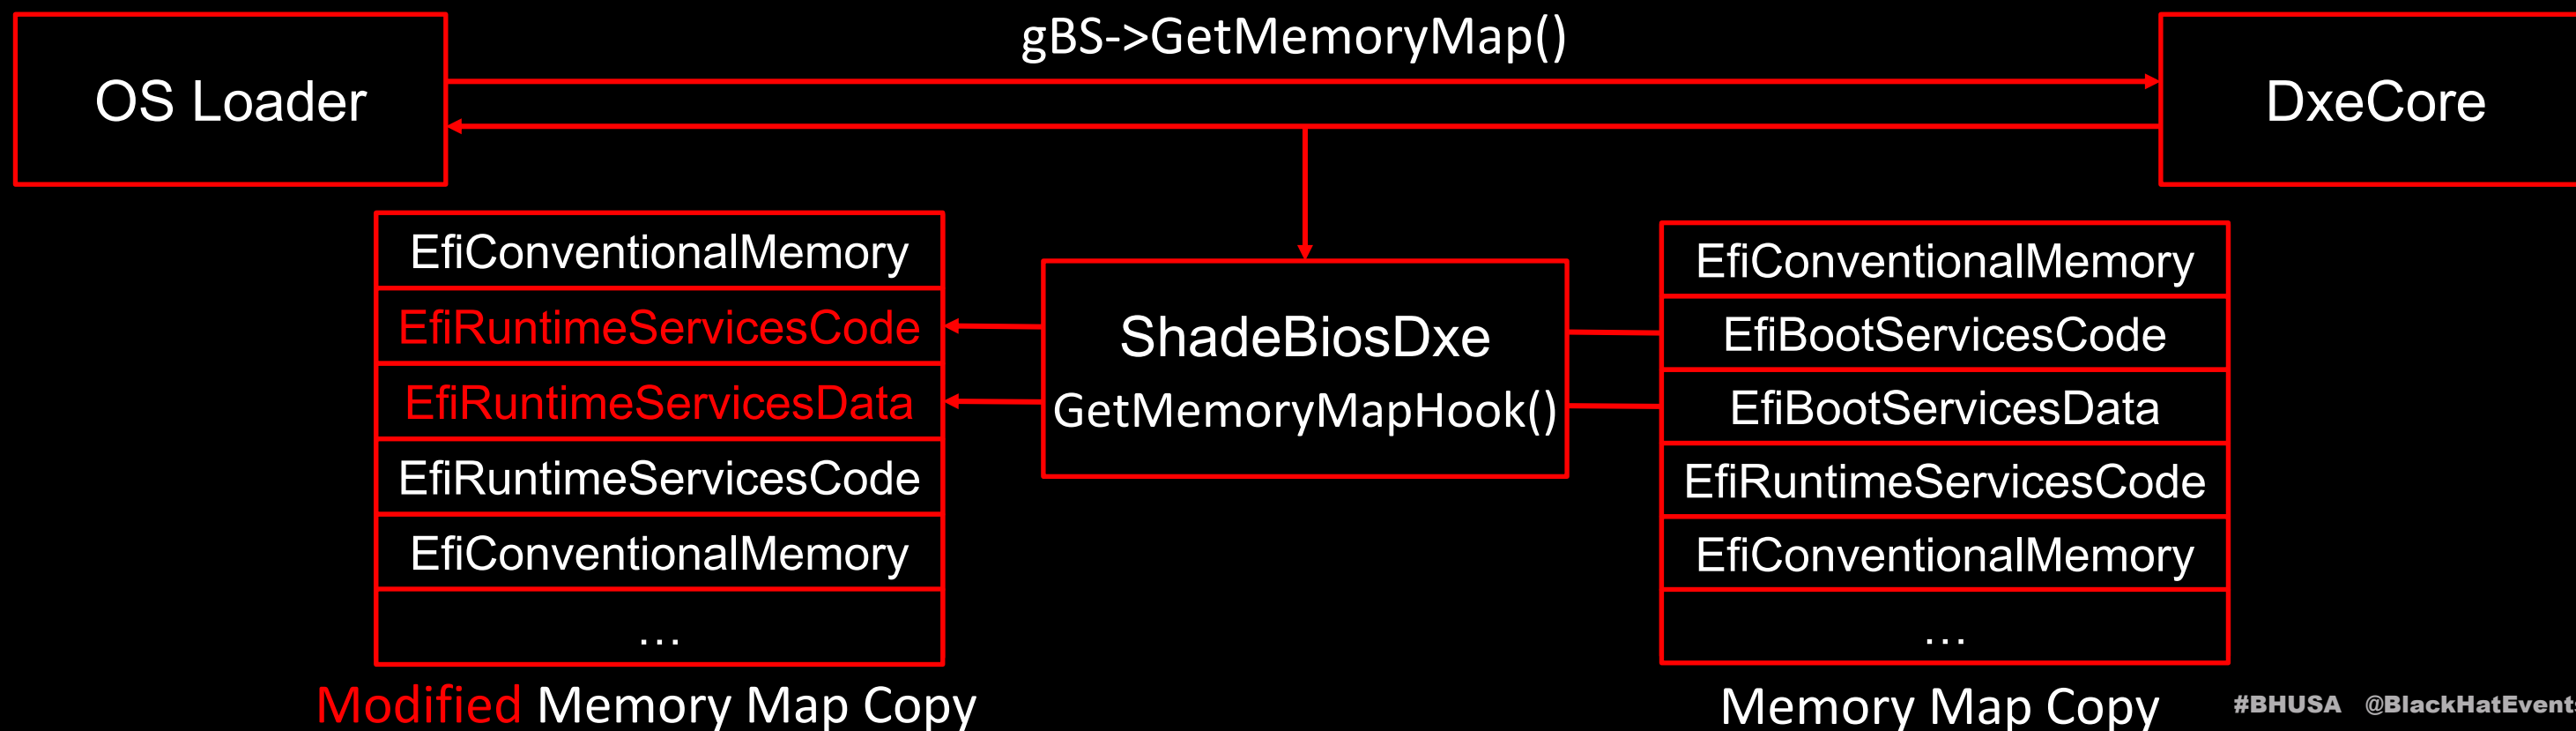 gBS->GetMemoryMap()
OS Loader
DxeCore
EfiConventionalMemory
EfiRuntimeServicesCode
EfiRuntimeServicesData
EfiRuntimeServicesCode
EfiConventionalMemory
...
Modified Memory Map Copy
ShadeBiosDxe
GetMemoryMapHook()
EfiConventionalMemory
EfiBootServicesCode
EfiBootServicesData
EfiRuntimeServicesCode
EfiConventionalMemory
...
Memory Map Copy
#BHUSA @BlackHatEvents